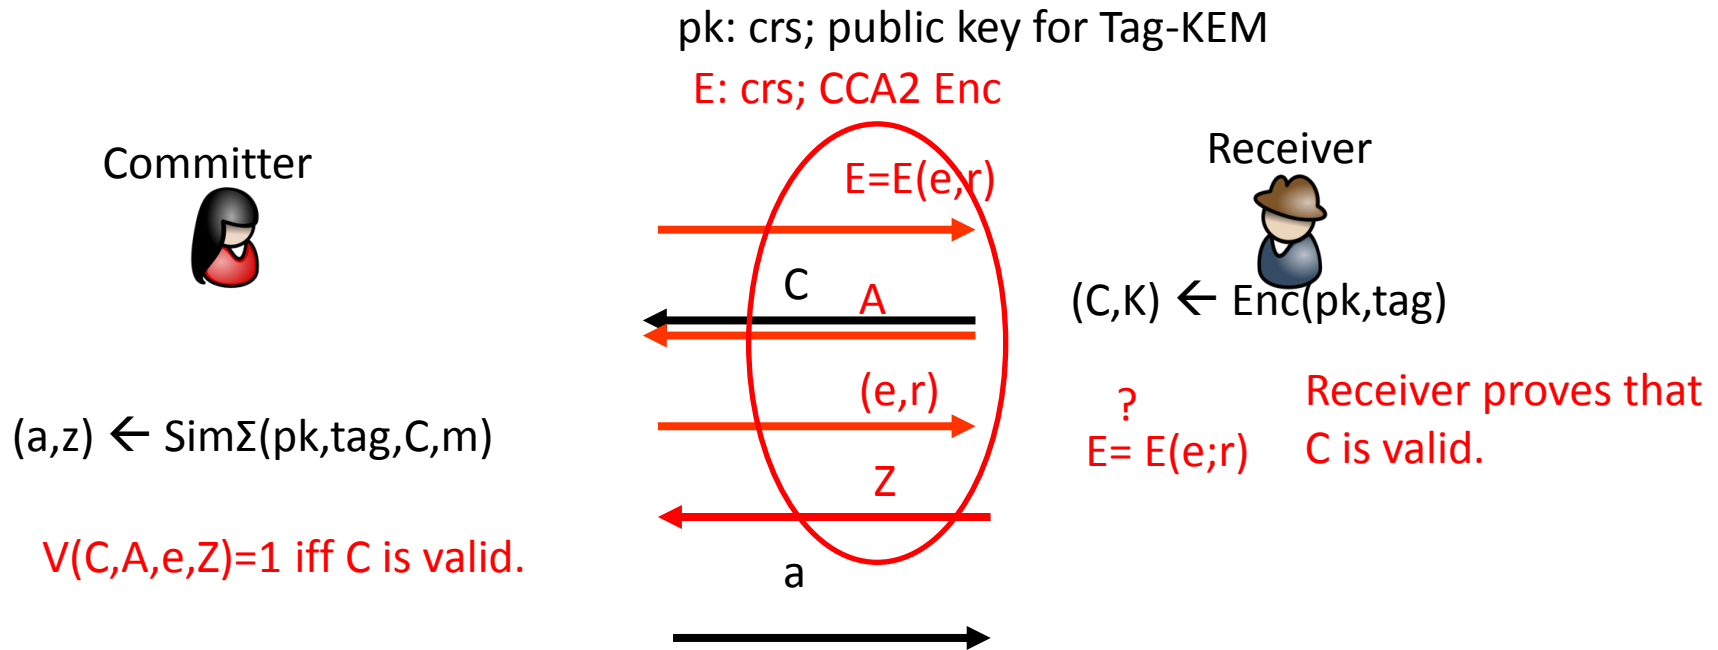 pk: crs; public key for Tag-KEM
E: crs; CCA2 Enc
Committer
Receiver
E=E(e,r)
C
A
(C,K) ← Enc(pk,tag)
(e,r)
?
E= E(e;r)
Receiver proves that
C is valid.
(a,z) ← SimΣ(pk,tag,C,m)
Z
V(C,A,e,Z)=1 iff C is valid.
a